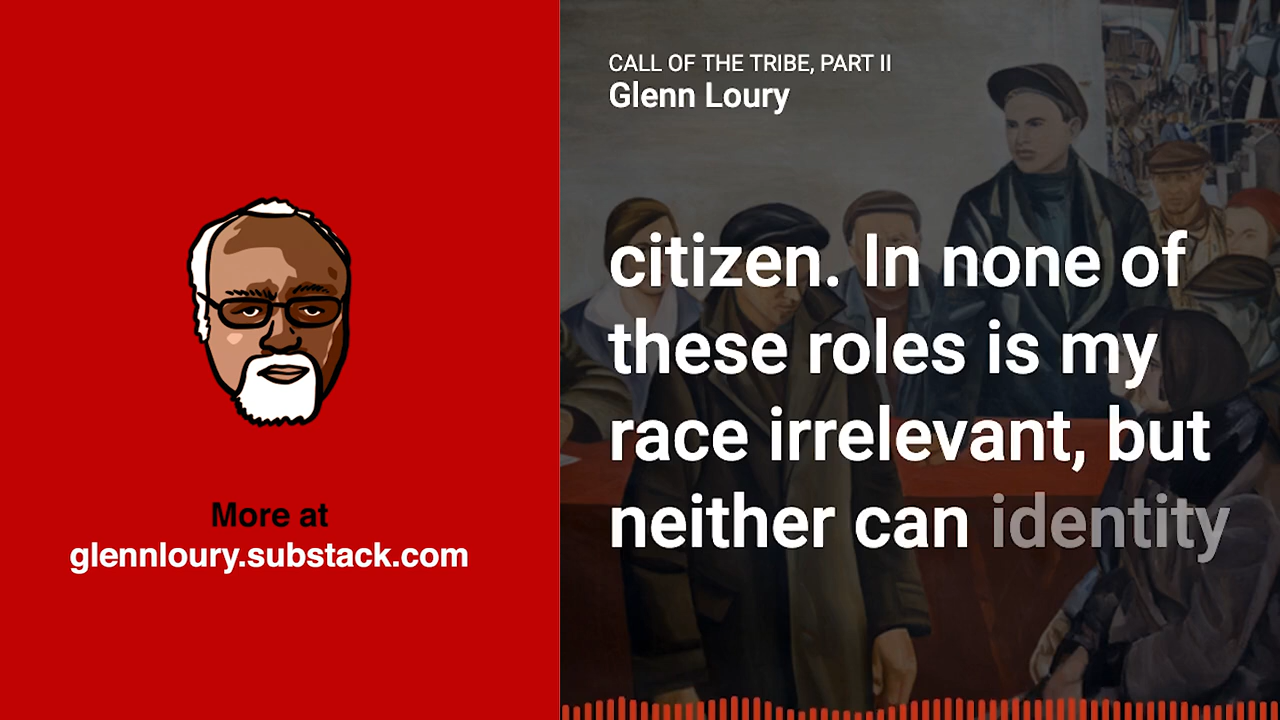 More at
glennloury.substack.com
CALL OF THE TRIBE, PART II
Glenn Loury
citizen. In none of
these roles is my
race irrelevant, but
neither can identity